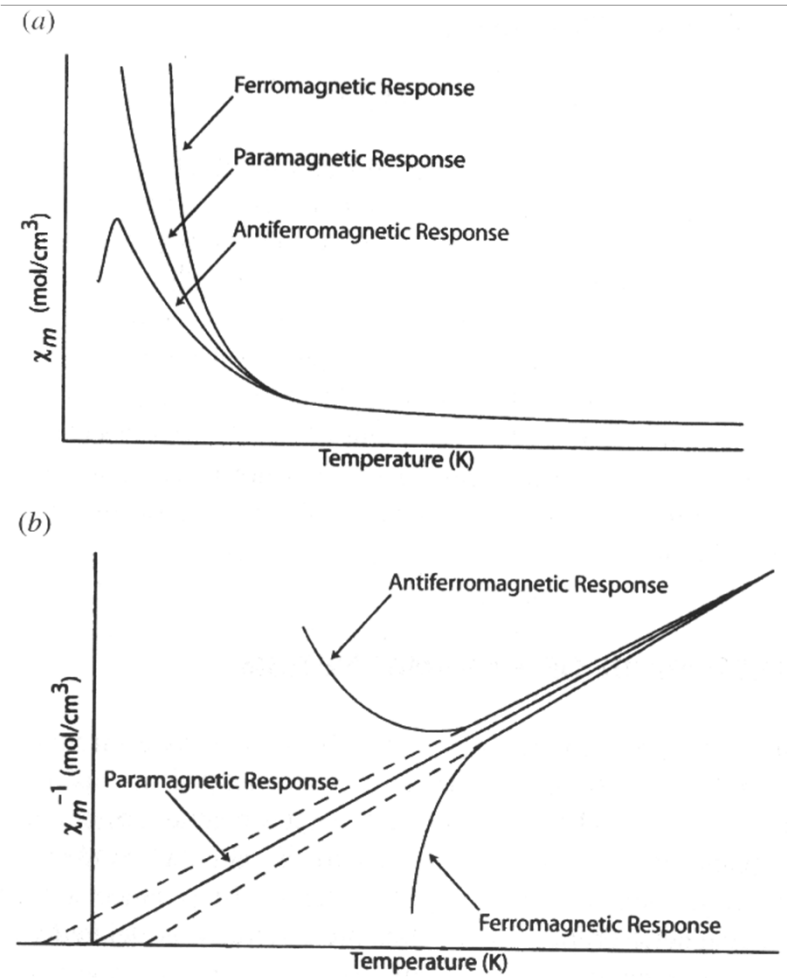 (a)
Ferromagnetic Response
Paramagnetic Response
Antiferromagnetic Response
χm (mol/cm³)
Temperature (K)
(b)
Antiferromagnetic Response
χm⁻¹ (mol/cm³)
Paramagnetic Response
Ferromagnetic Response
Temperature (K)